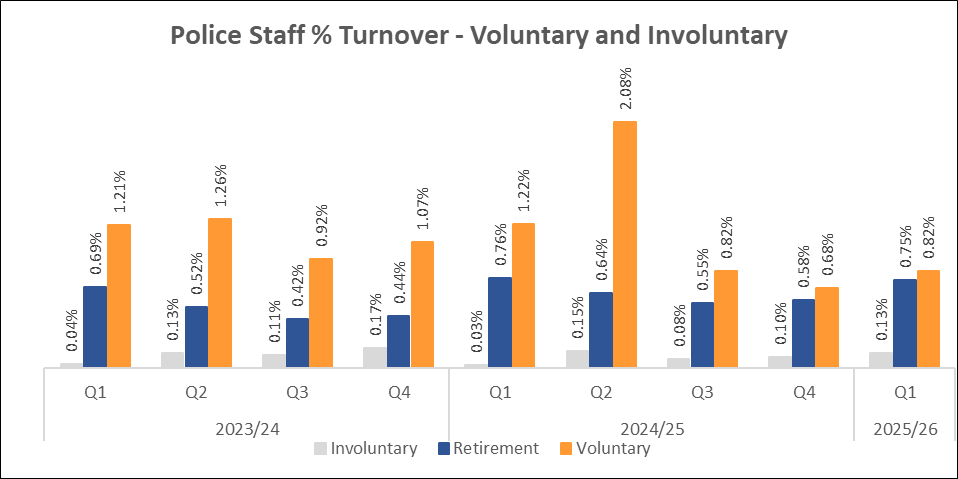 Police Staff % Turnover - Voluntary and Involuntary
0.04% 0.69% 1.21% 0.13% 0.52% 1.26% 0.11% 0.42% 0.92% 0.17% 0.44% 1.07% 0.03% 0.76% 1.22% 0.15% 0.64% 2.08% 0.08% 0.55% 0.82% 0.10% 0.58% 0.68% 0.13% 0.75% 0.82%
Q1 Q2 Q3 Q4 Q1 Q2 Q3 Q4 Q1
2023/24 2024/25 2025/26
Involuntary Retirement Voluntary